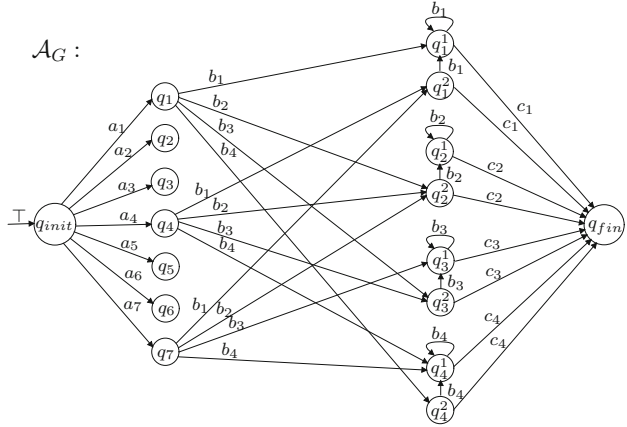 𝒜_G :
⊤
q_init
a_1
a_2
a_3
a_4
a_5
a_6
a_7
q_1
q_2
q_3
q_4
q_5
q_6
q_7
b_1
b_2
b_3
b_4
b_1
b_2
b_3
b_4
b_1
b_2
b_3
b_4
b_1
q_1^1
b_1
q_1^2
b_2
q_2^1
b_2
q_2^2
b_3
q_3^1
b_3
q_3^2
b_4
q_4^1
b_4
q_4^2
c_1
c_1
c_2
c_2
c_3
c_3
c_4
c_4
q_fin